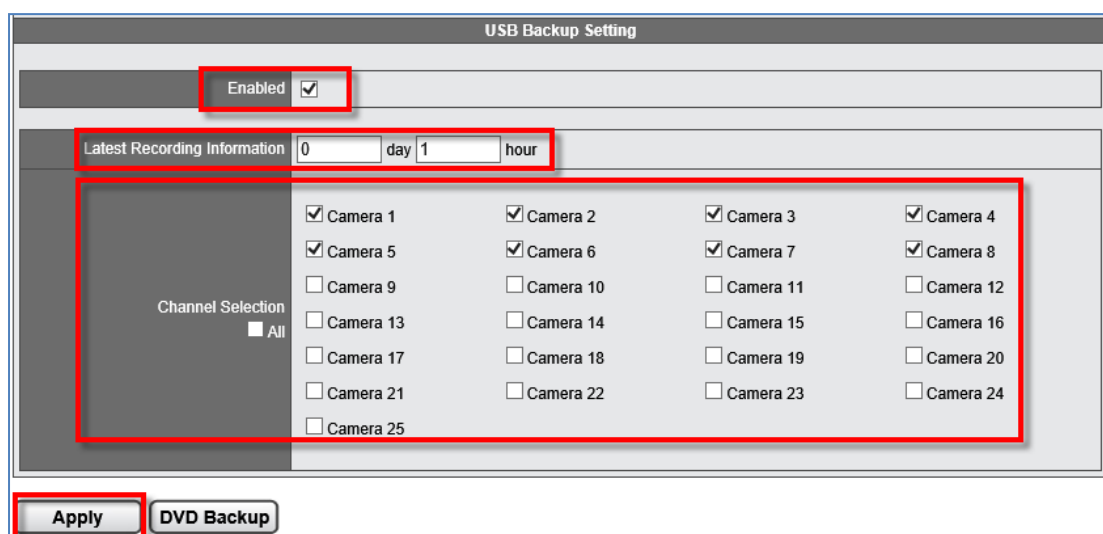 USB Backup Setting
Enabled
Latest Recording Information 0 day 1 hour
Camera 1 Camera 2 Camera 3 Camera 4
Camera 5 Camera 6 Camera 7 Camera 8
Camera 9 Camera 10 Camera 11 Camera 12
Channel Selection
All
Camera 13 Camera 14 Camera 15 Camera 16
Camera 17 Camera 18 Camera 19 Camera 20
Camera 21 Camera 22 Camera 23 Camera 24
Camera 25
Apply DVD Backup